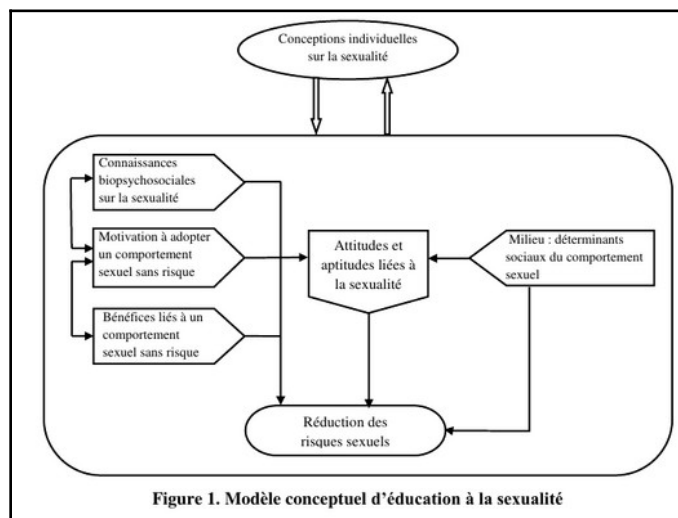 Conceptions individuelles
sur la sexualité
Connaissances
biopsychosociales
sur la sexualité
Motivation à adopter
un comportement
sexuel sans risque
Bénéfices liés à un
comportement
sexuel sans risque
Attitudes et
aptitudes liées à
la sexualité
Milieu : déterminants
sociaux du comportement
sexuel
Réduction des
risques sexuels
Figure 1. Modèle conceptuel d'éducation à la sexualité